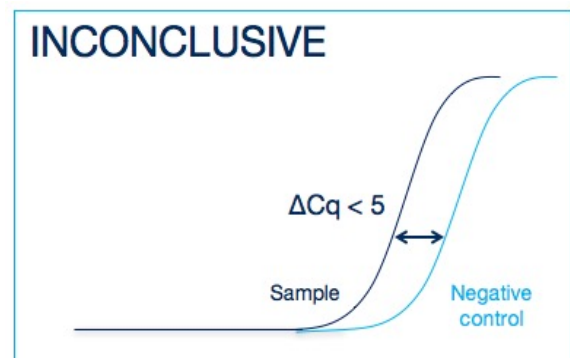 INCONCLUSIVE
ΔCq < 5
Sample
Negative
control